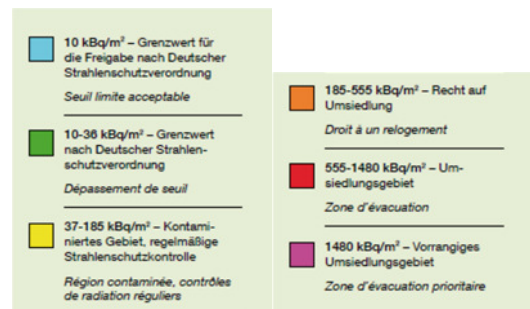 10 kBq/m² – Grenzwert für
die Freigabe nach Deutscher
Strahlenschutzverordnung
Seuil limite acceptable
10-36 kBq/m² – Grenzwert
nach Deutscher Strahlen-
schutzverordnung
Dépassement de seuil
37-185 kBq/m² – Kontami-
niertes Gebiet, regelmäßige
Strahlenschutzkontrolle
Région contaminée, contrôles
de radiation réguliers
185-555 kBq/m² – Recht auf
Umsiedlung
Droit à un relogement
555-1480 kBq/m² – Um-
siedlungsgebiet
Zone d'évacuation
1480 kBq/m² – Vorrangiges
Umsiedlungsgebiet
Zone d'évacuation prioritaire